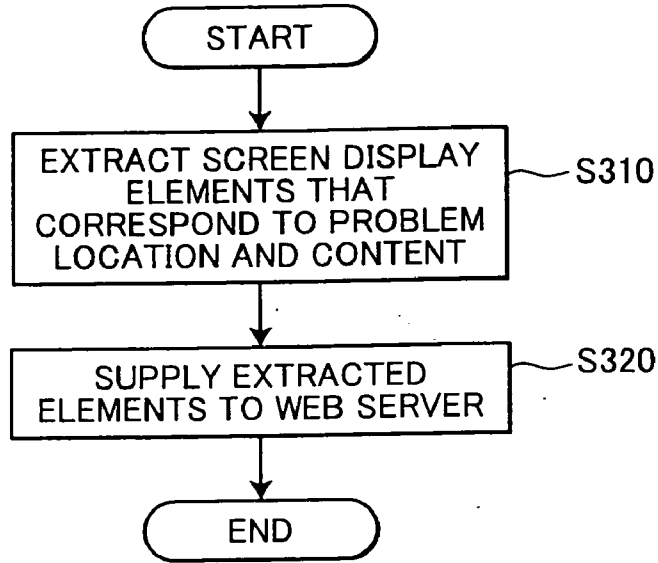 START
EXTRACT SCREEN DISPLAY
ELEMENTS THAT
CORRESPOND TO PROBLEM
LOCATION AND CONTENT
S310
SUPPLY EXTRACTED
ELEMENTS TO WEB SERVER
S320
END